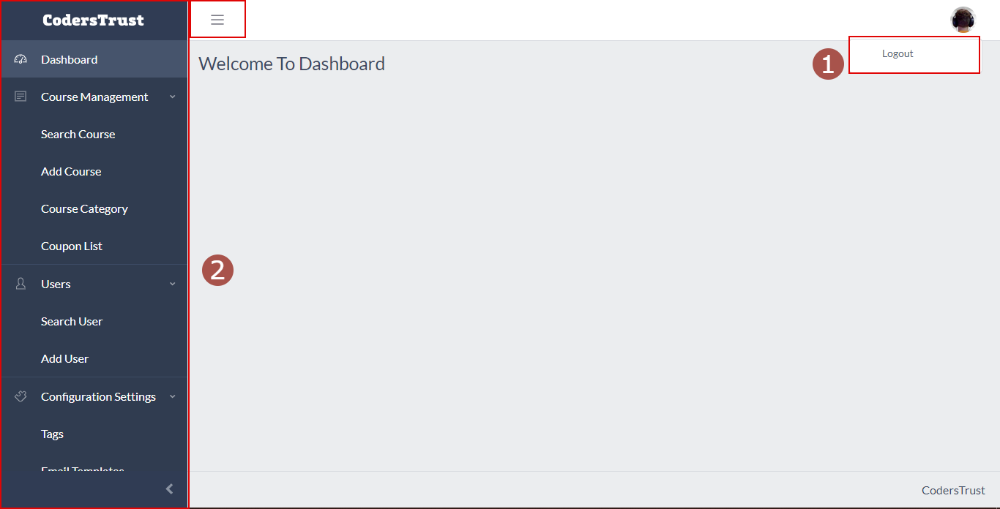 CodersTrust
Dashboard
Course Management
Search Course
Add Course
Course Category
Coupon List
Users
Search User
Add User
Configuration Settings
Tags
Email Templates
Welcome To Dashboard
Logout
1
2
CodersTrust